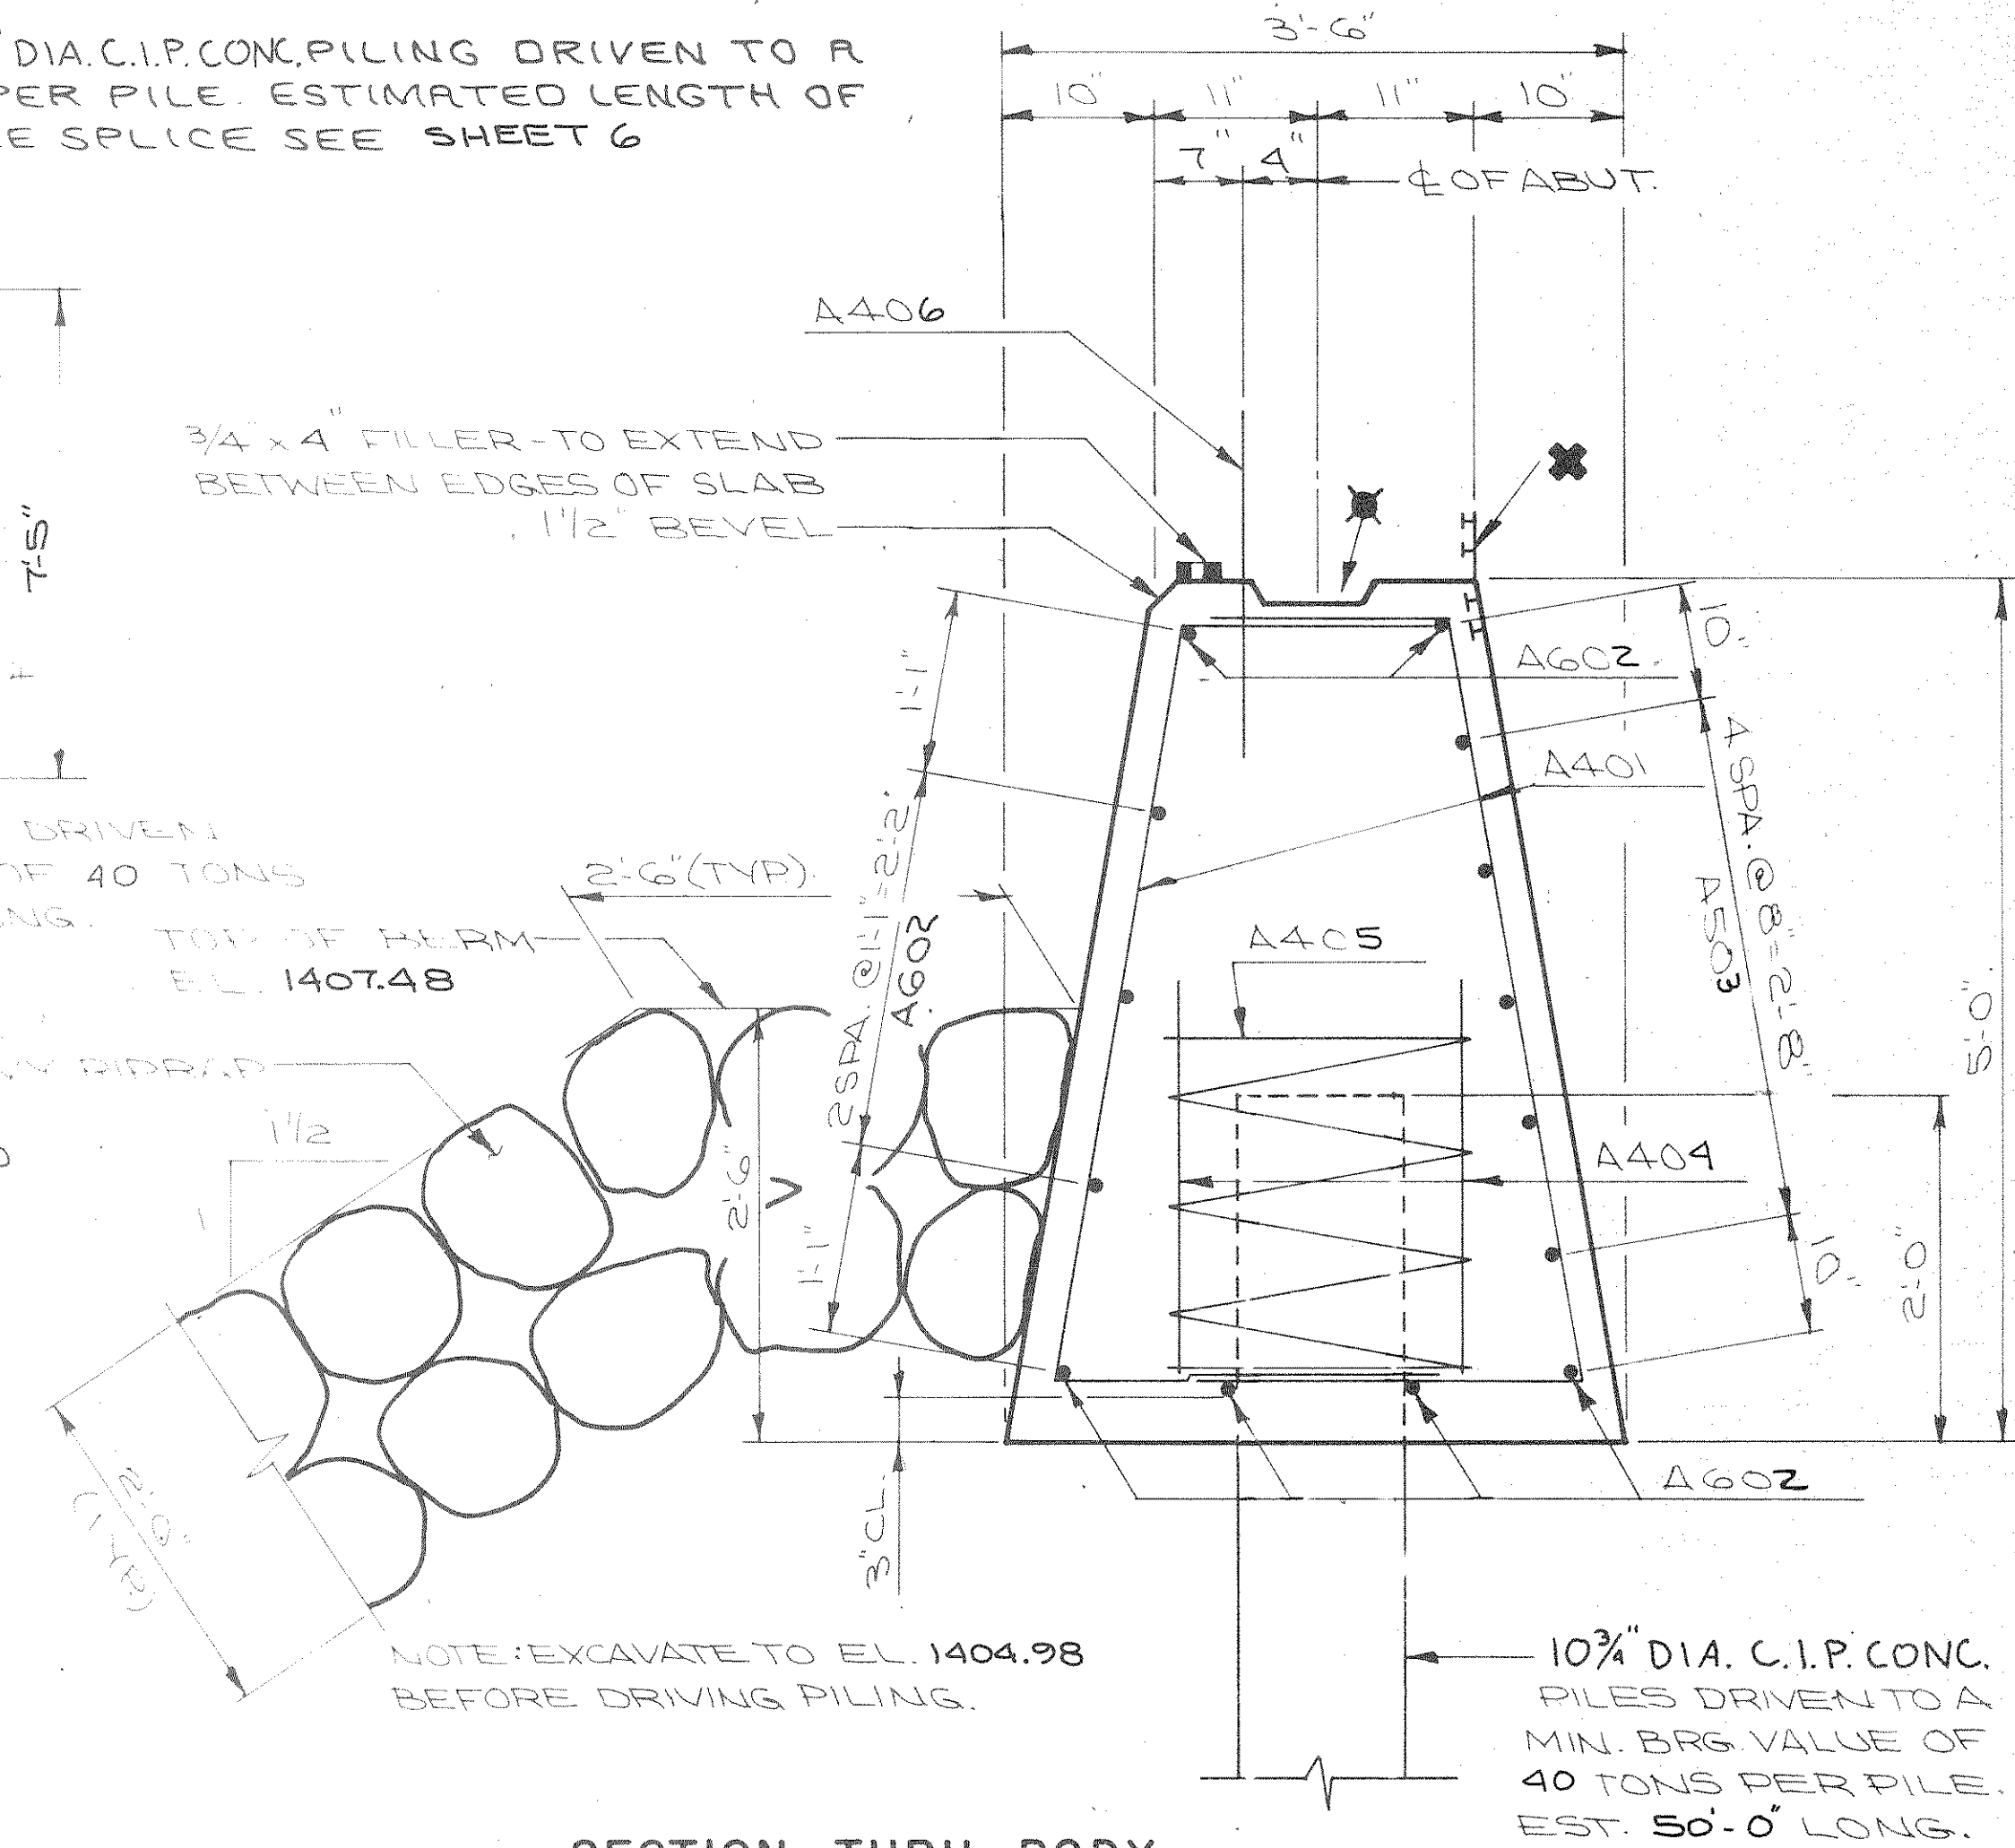 " DIA. C.I.P. CONC. PILING DRIVEN TO A
PER PILE. ESTIMATED LENGTH OF
SPLICE SEE SHEET 6
3'-6"
10" 11" 11" 10"
7" 4"
℄ OF ABUT.
A406
3/4" x 4" FILLER - TO EXTEND
BETWEEN EDGES OF SLAB
1 1/2" BEVEL
7'-5"
A602
10"
1'-1"
A401
4 SPA. @ 8" = 2'-8"
A503
DRIVEN
OF 40 TONS
2'-6" (TYP.)
2 SPA. @ 1'-1" = 2'-2"
A602
TOP OF BERM
EL. 1407.48
A405
5'-0"
RIPRAP
1 1/2
1
2'-6"
V
A404
1'-1"
10"
2'-0"
A602
3" CL.
2'-0"
(TYP.)
NOTE: EXCAVATE TO EL. 1404.98
BEFORE DRIVING PILING.
10 3/4" DIA. C.I.P. CONC.
PILES DRIVEN TO A
MIN. BRG. VALUE OF
40 TONS PER PILE.
EST. 50'-0" LONG.
SECTION THRU BODY